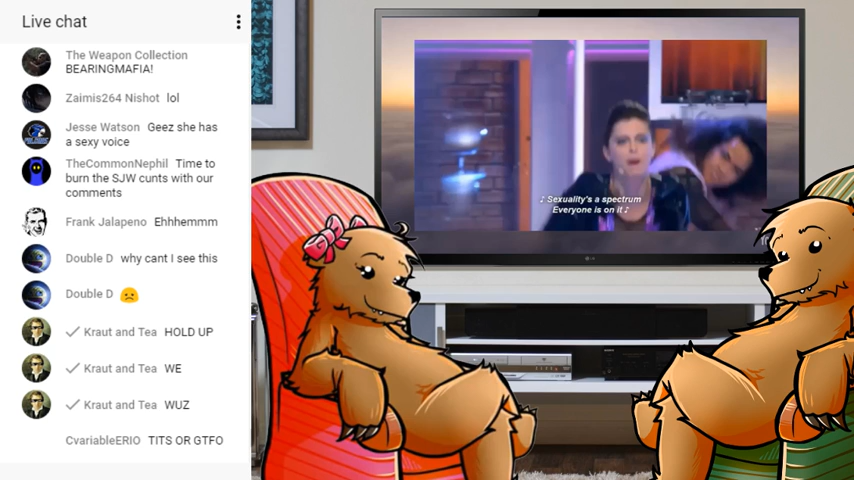 Live chat
The Weapon Collection
BEARINGMAFIA!
Zaimis264 Nishot lol
Jesse Watson Geez she has
a sexy voice
TheCommonNephil Time to
burn the SJW cunts with our
comments
Frank Jalapeno Ehhhemmm
Double D why cant I see this
Double D
Kraut and Tea HOLD UP
Kraut and Tea WE
Kraut and Tea WUZ
CvariableERIO TITS OR GTFO
♪ Sexuality's a spectrum
Everyone is on it ♪
LG